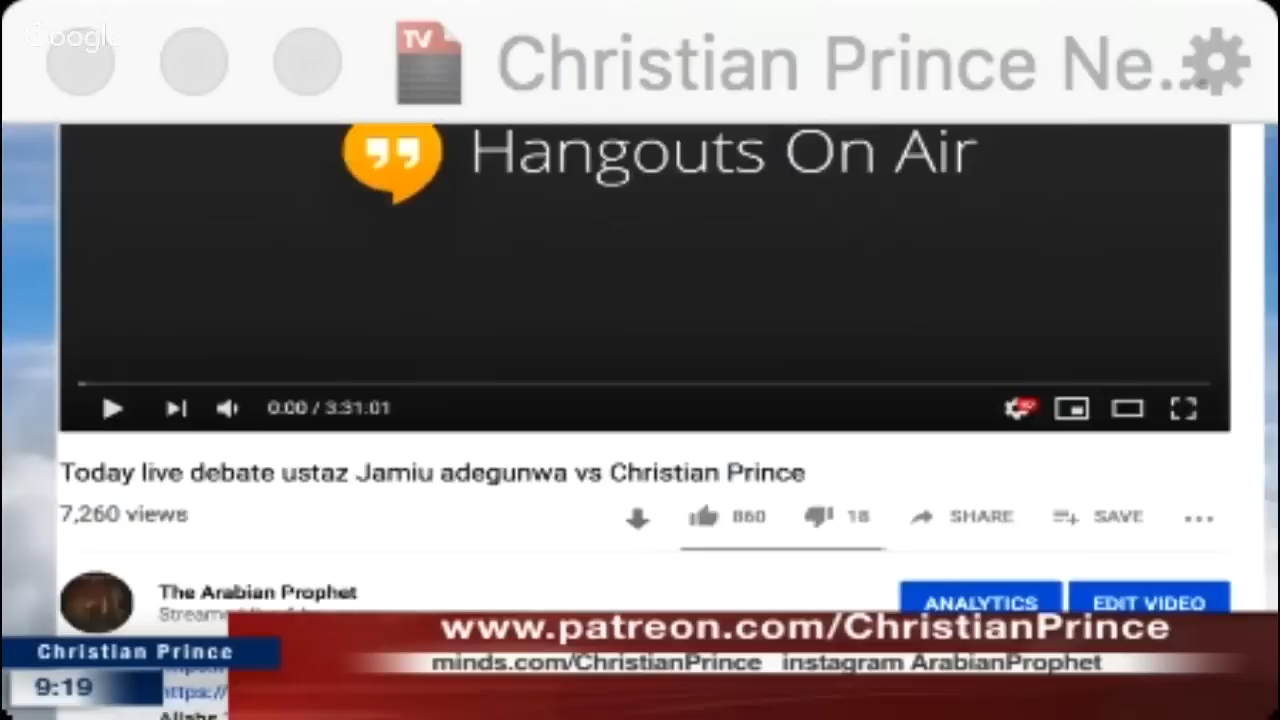 Google
TV
Christian Prince Ne...
Hangouts On Air
0:00 / 3:31:01
Today live debate ustaz Jamiu adegunwa vs Christian Prince
7,260 views
860
18
SHARE
SAVE
The Arabian Prophet
ANALYTICS
EDIT VIDEO
www.patreon.com/ChristianPrince
minds.com/ChristianPrince instagram ArabianProphet
Christian Prince
9:19
https://
Allahs